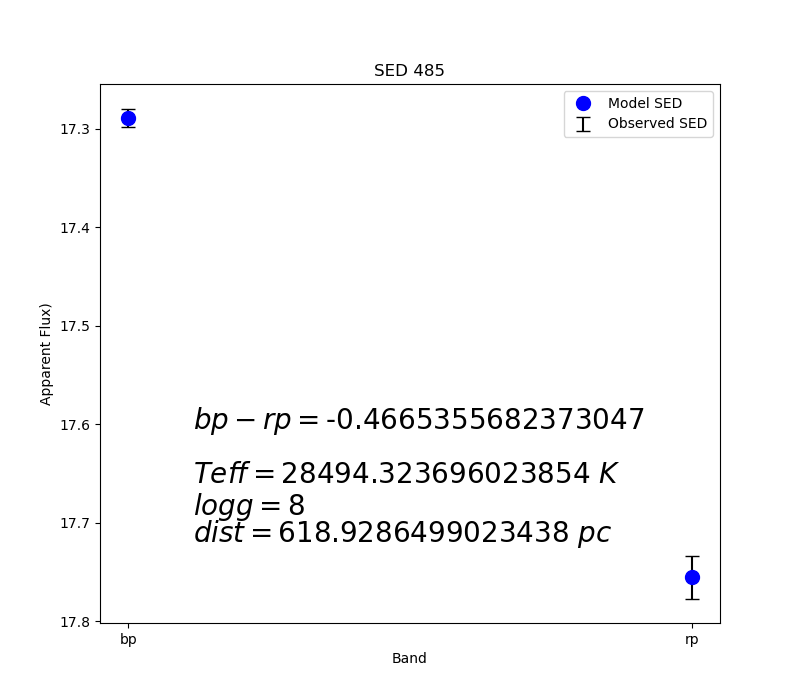 SED 485
Model SED
Observed SED
17.3
17.4
17.5
17.6
17.7
17.8
Apparent Flux)
bp − rp = -0.4665355682373047
Teff = 28494.323696023854 K
logg = 8
dist = 618.9286499023438 pc
bp
rp
Band